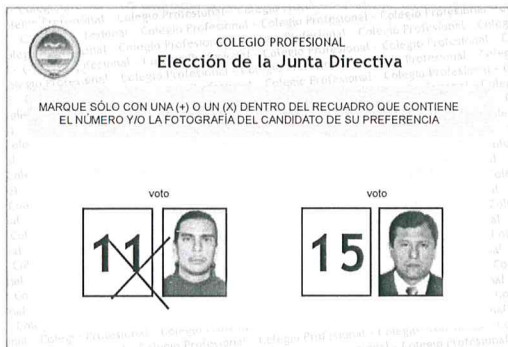 COLEGIO PROFESIONAL
Elección de la Junta Directiva
MARQUE SÓLO CON UNA (+) O UN (X) DENTRO DEL RECUADRO QUE CONTIENE
EL NÚMERO Y/O LA FOTOGRAFÍA DEL CANDIDATO DE SU PREFERENCIA
voto voto
11 15